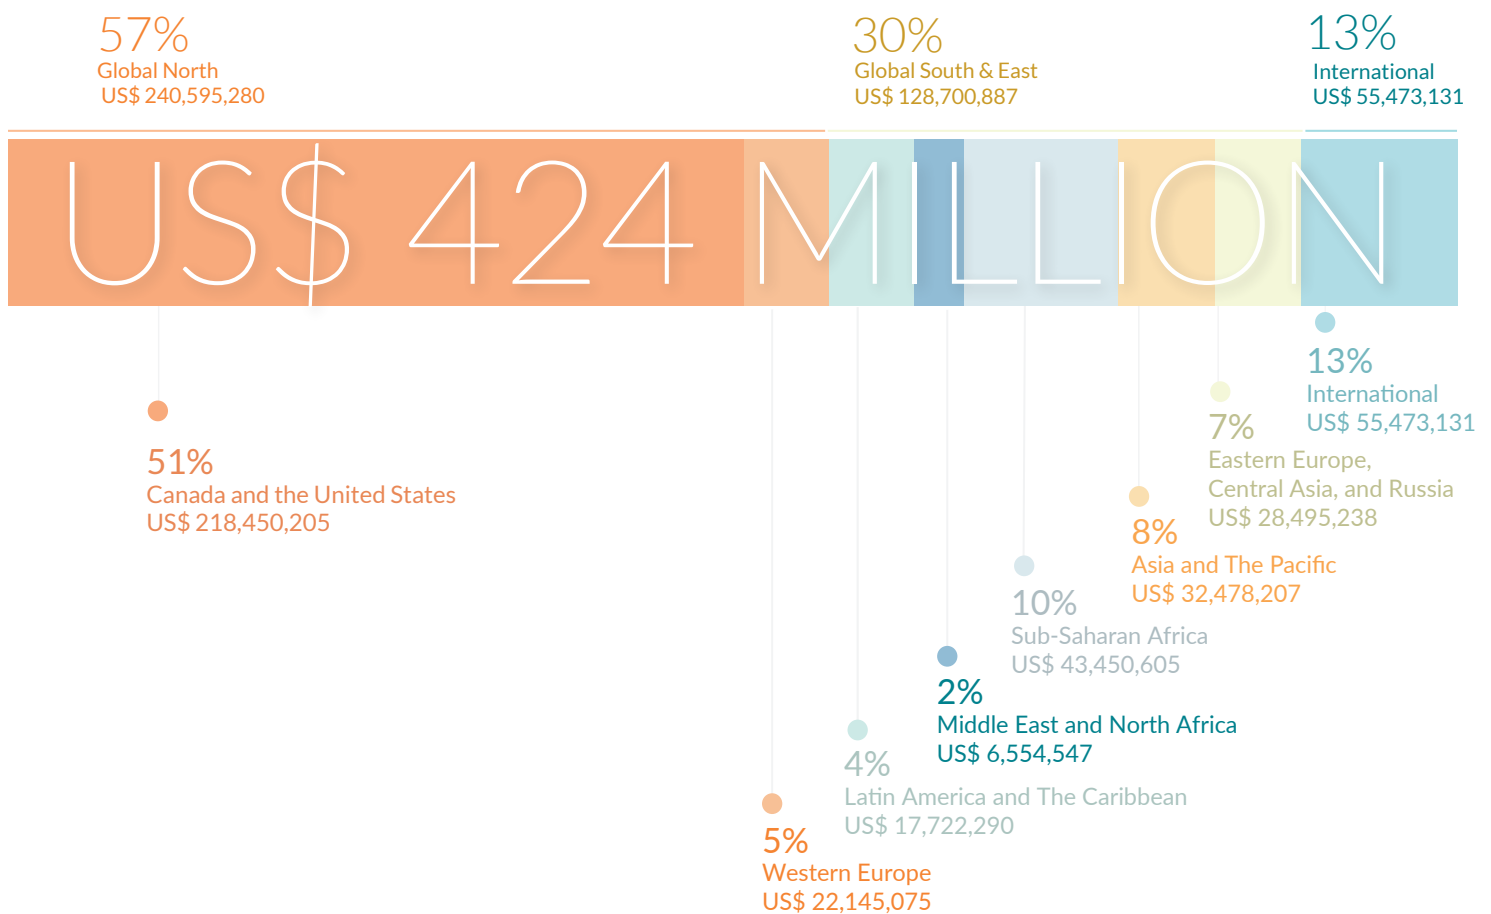 57%
Global North
US$ 240,595,280
30%
Global South & East
US$ 128,700,887
13%
International
US$ 55,473,131
US$ 424 MILLION
13%
International
US$ 55,473,131
7%
Eastern Europe,
Central Asia, and Russia
US$ 28,495,238
51%
Canada and the United States
US$ 218,450,205
8%
Asia and The Pacific
US$ 32,478,207
10%
Sub-Saharan Africa
US$ 43,450,605
2%
Middle East and North Africa
US$ 6,554,547
4%
Latin America and The Caribbean
US$ 17,722,290
5%
Western Europe
US$ 22,145,075